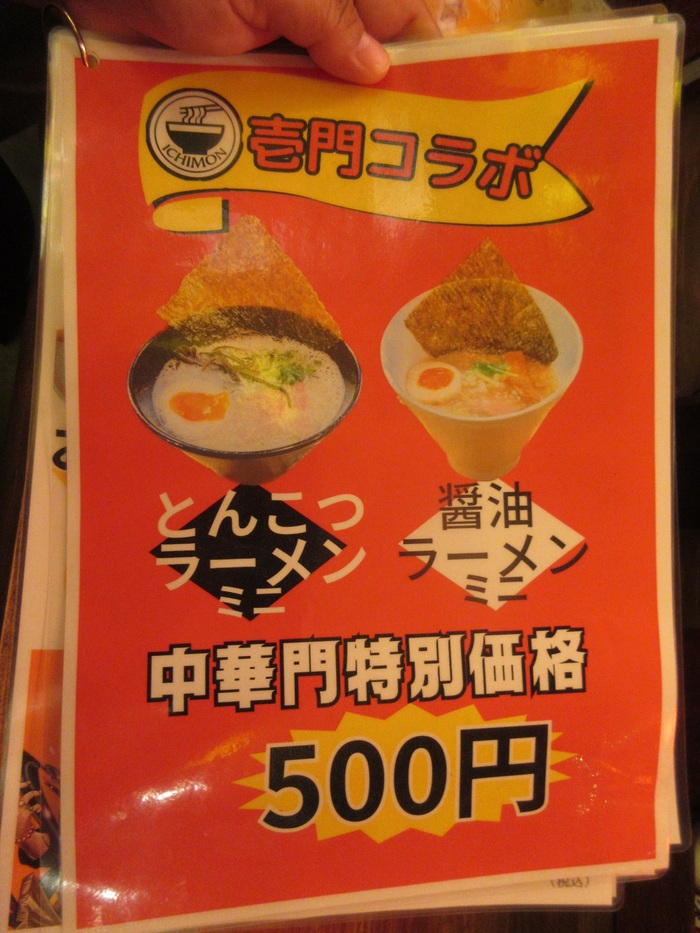 ICHIMON
壱門コラボ
とんこつ
ラーメン
ミニ
醤油
ラーメン
ミニ
中華門特別価格
500円